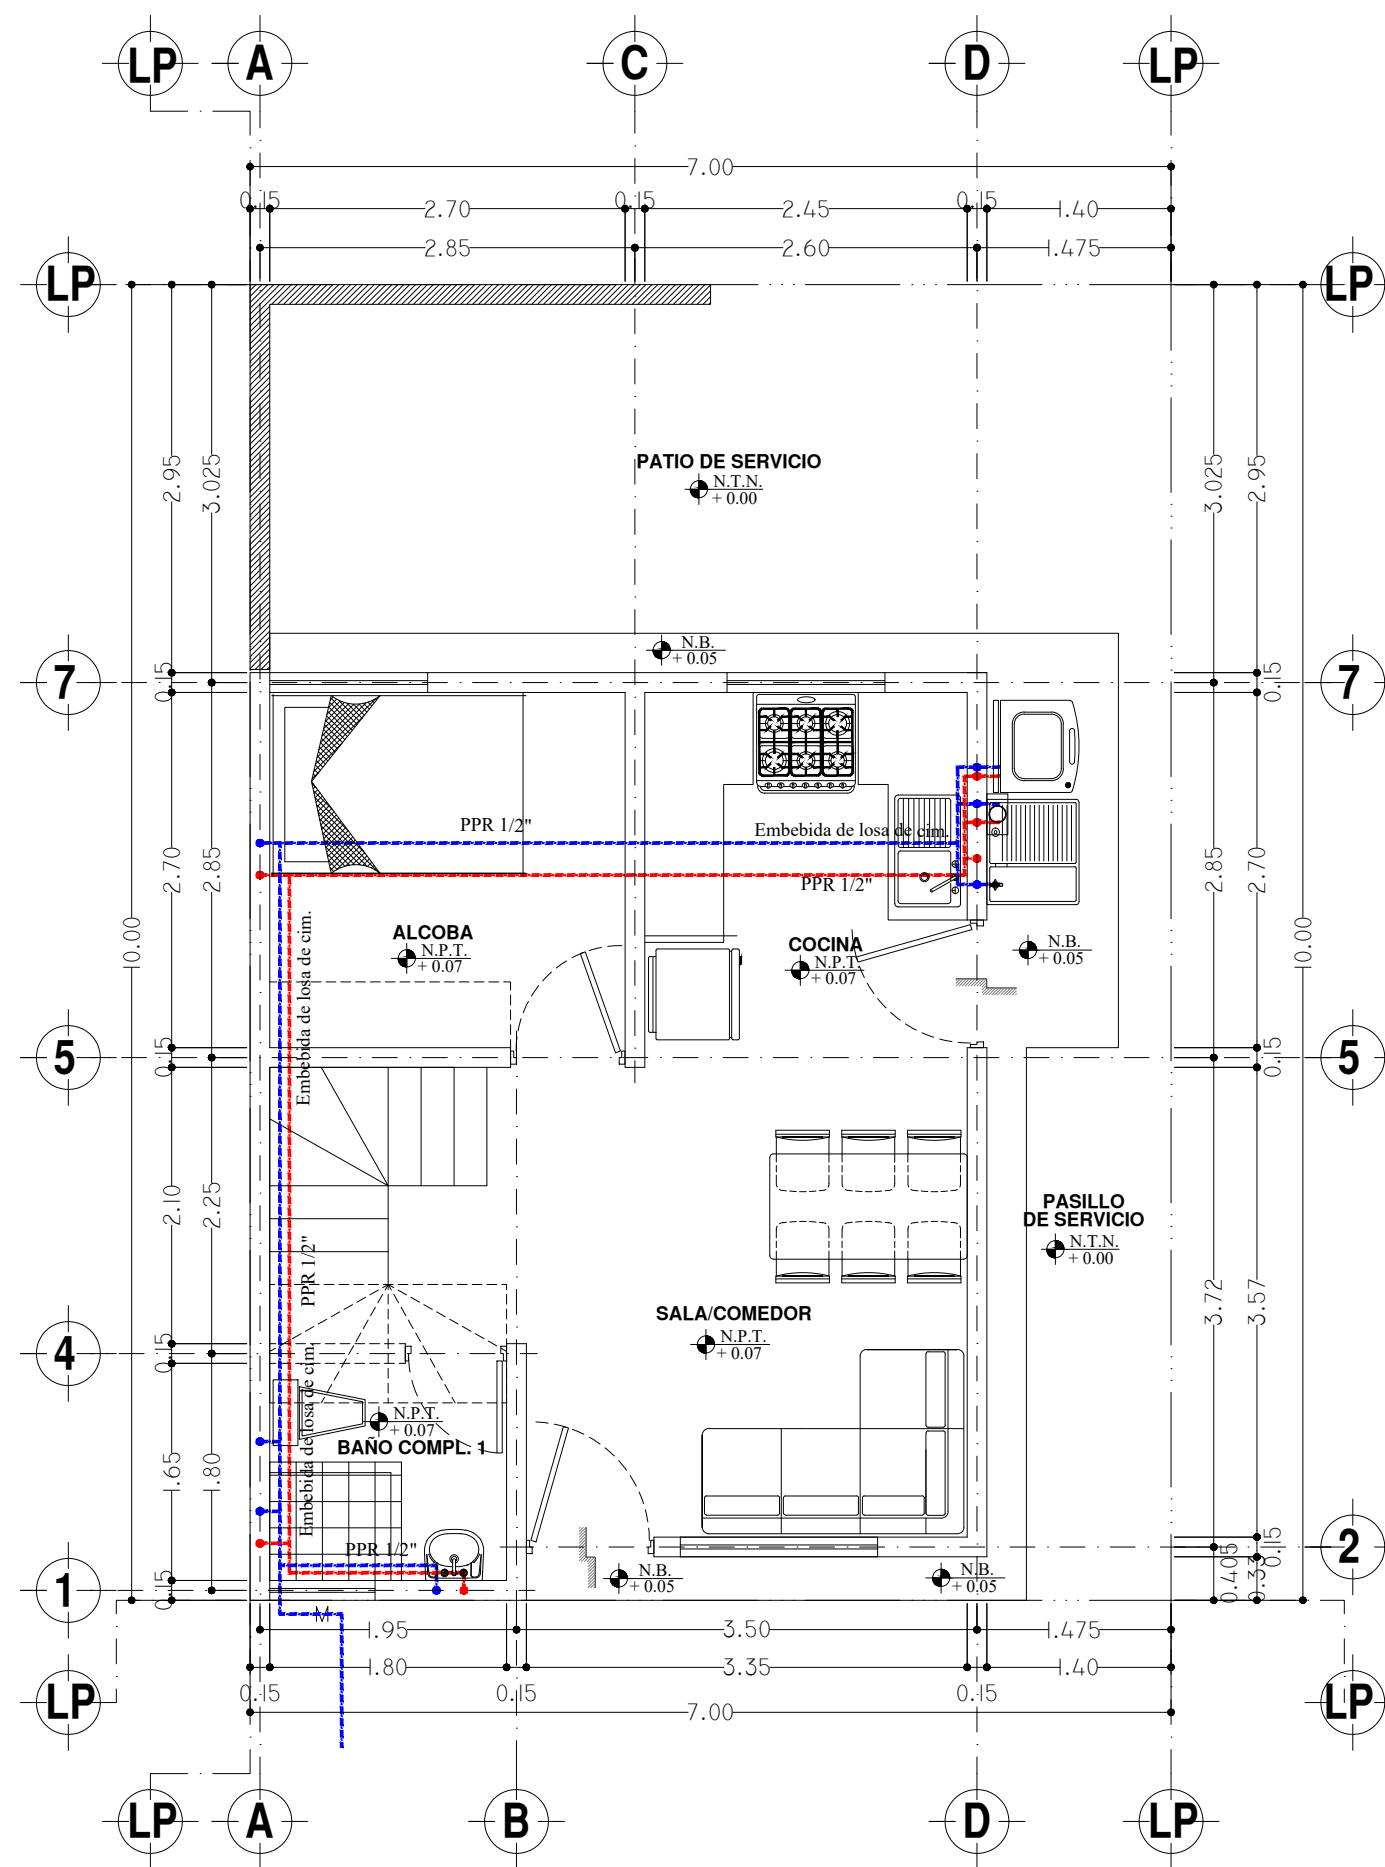 LP A C D LP
7.00
0.15 2.70 0.15 2.45 0.15 1.40
2.85 2.60 1.475
LP LP
PATIO DE SERVICIO
N.T.N.
+ 0.00
2.95 3.025 3.025 2.95
N.B.
+ 0.05
7 0.15 0.15 7
PPR 1/2"
Embebida de losa de cim.
PPR 1/2"
10.00 2.70 2.85 2.85 2.70 10.00
ALCOBA
N.P.T.
+ 0.07
COCINA
N.P.T.
+ 0.07
N.B.
+ 0.05
Embebida de losa de cim.
5 0.15 0.15 5
2.10 2.25
PPR 1/2"
PASILLO
DE SERVICIO
N.T.N.
+ 0.00
SALA/COMEDOR
N.P.T.
+ 0.07
3.72 3.57
4 0.15
N.P.T.
+ 0.07
BAÑO COMPL. 1
Embebida de losa de cim.
1.65 1.80
PPR 1/2"
0.15 2
0.405 0.33
1 0.15
N.B.
+ 0.05
N.B.
+ 0.05
M
1.95 3.50 1.475
1.80 3.35 1.40
0.15 0.15 0.15
7.00
LP LP
LP A B D LP